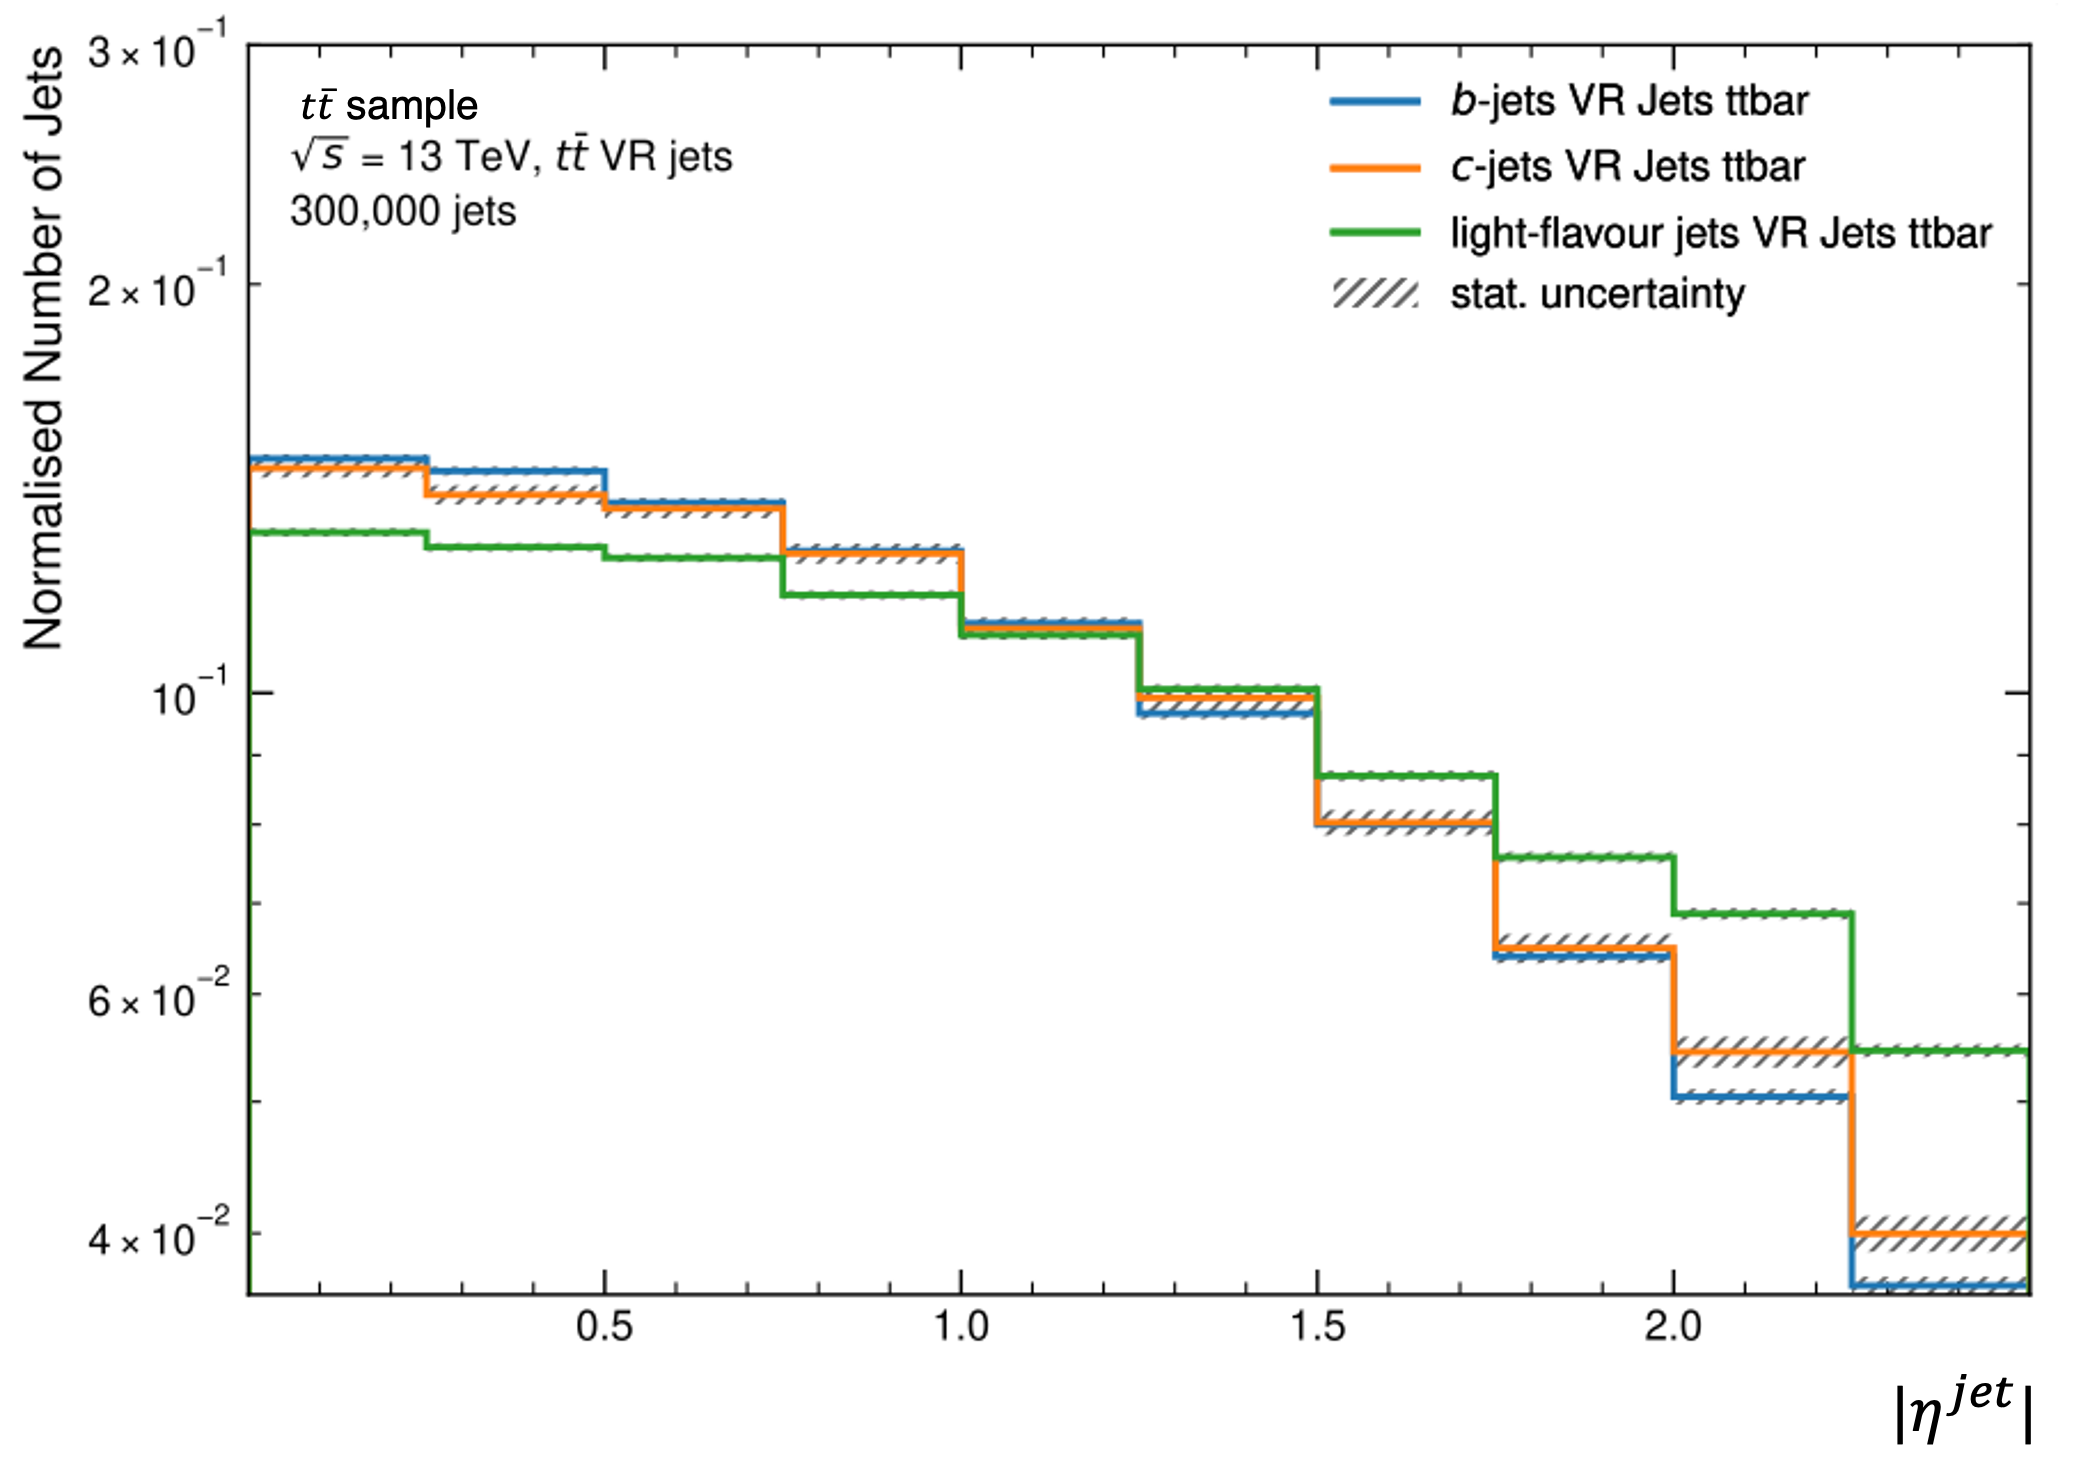 Normalised Number of Jets
3 × 10⁻¹
2 × 10⁻¹
10⁻¹
6 × 10⁻²
4 × 10⁻²
tt̄ sample
√s = 13 TeV, tt̄ VR jets
300,000 jets
b-jets VR Jets ttbar
c-jets VR Jets ttbar
light-flavour jets VR Jets ttbar
stat. uncertainty
0.5 1.0 1.5 2.0
|η^{jet}|